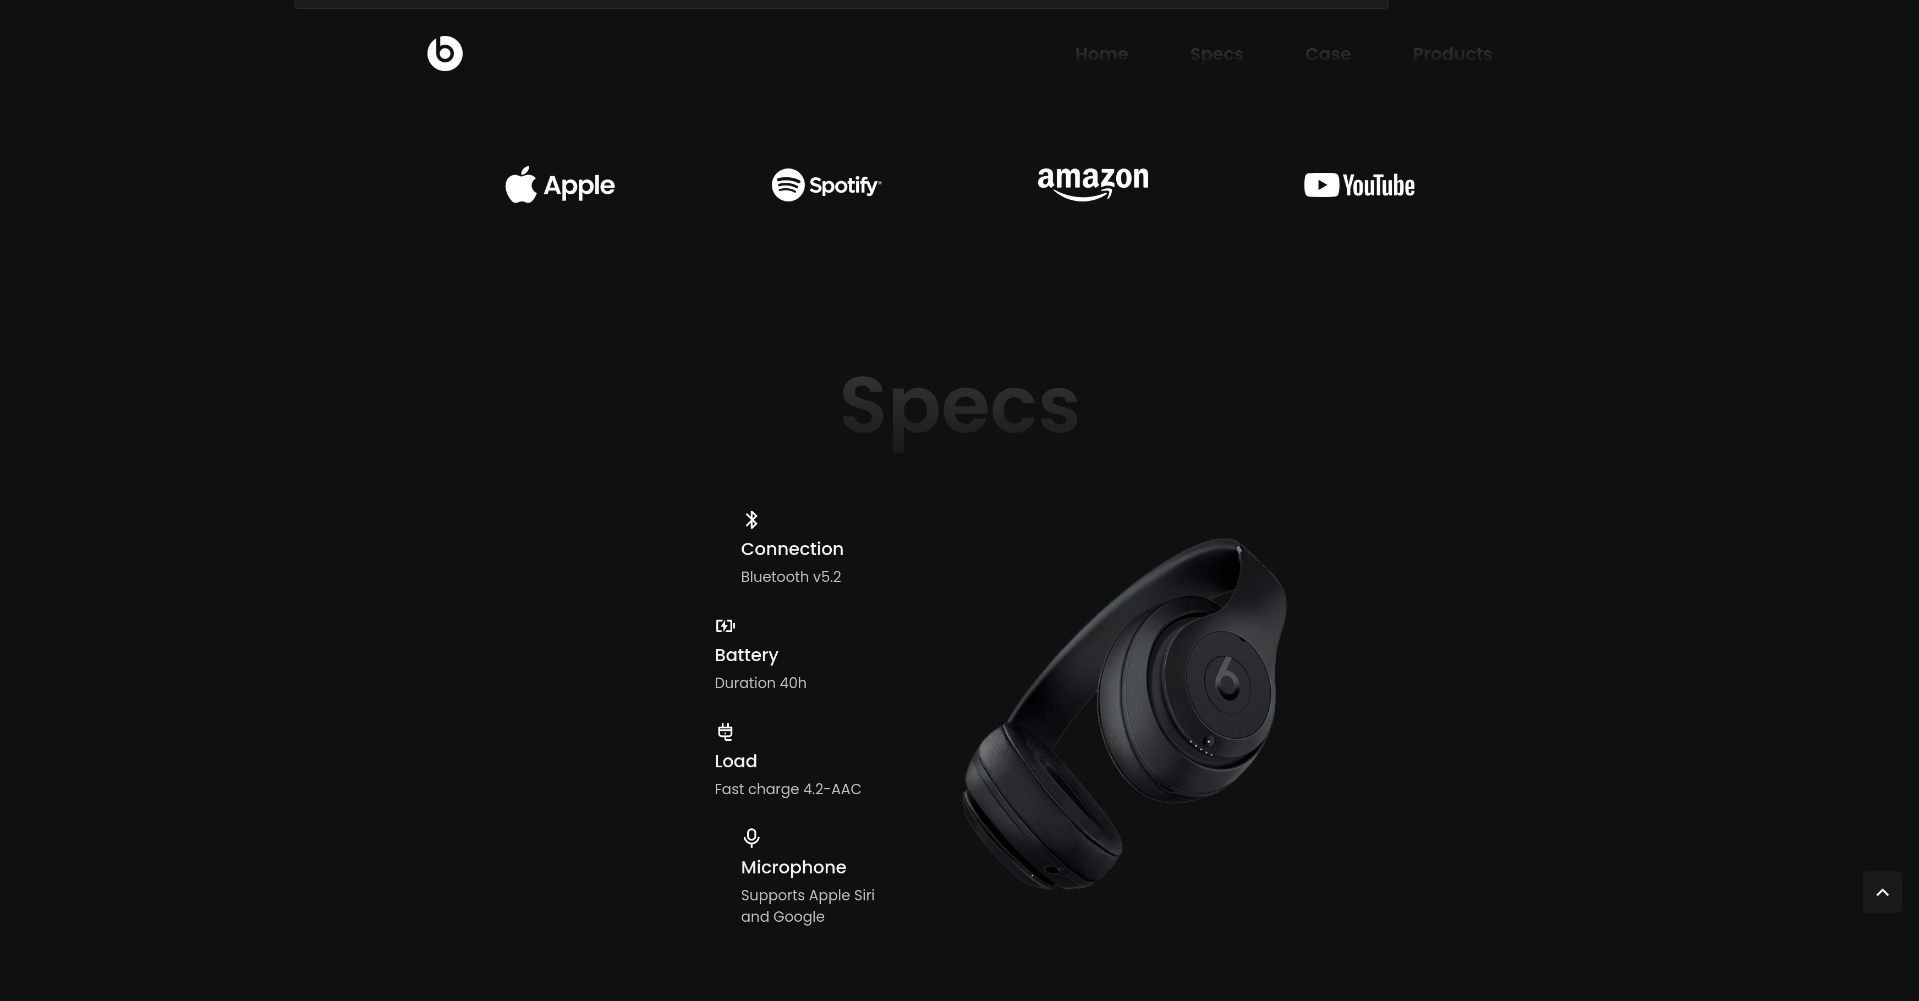 Home Specs Case Products
Apple Spotify amazon YouTube
Specs
Connection
Bluetooth v5.2
Battery
Duration 40h
Load
Fast charge 4.2-AAC
Microphone
Supports Apple Siri
and Google